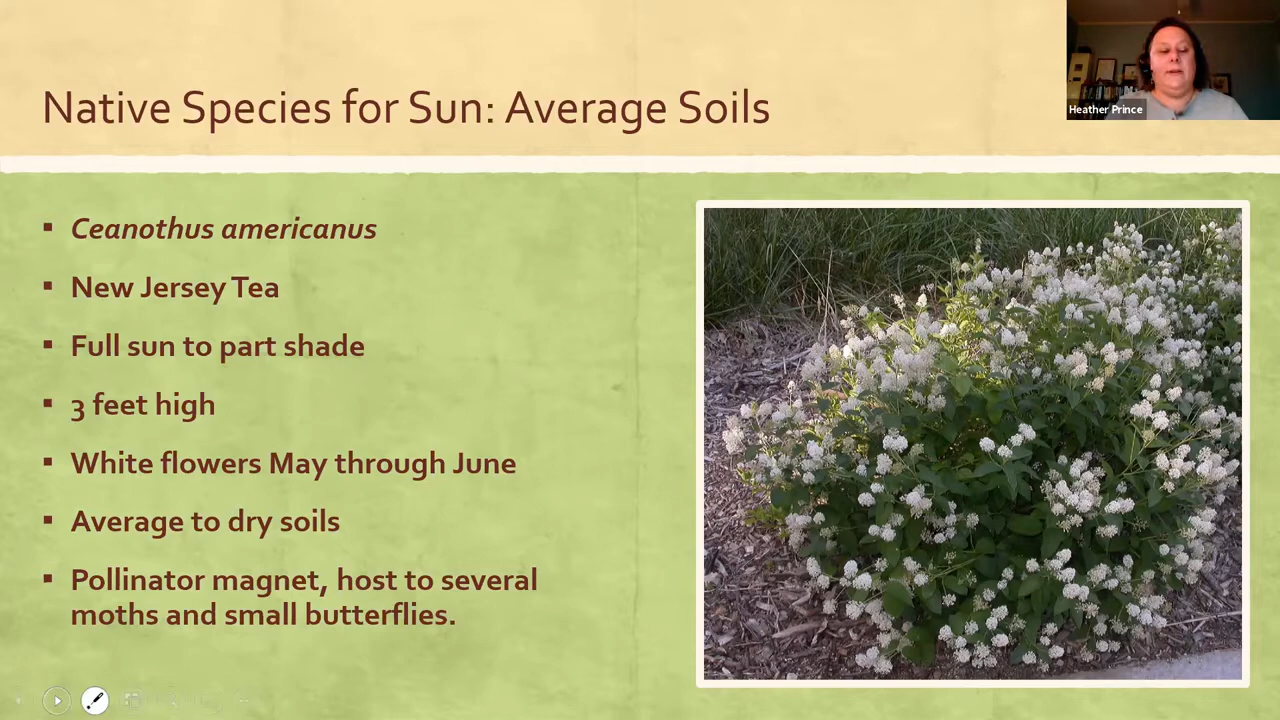 Native Species for Sun: Average Soils
Heather Prince
Ceanothus americanus
New Jersey Tea
Full sun to part shade
3 feet high
White flowers May through June
Average to dry soils
Pollinator magnet, host to several
moths and small butterflies.